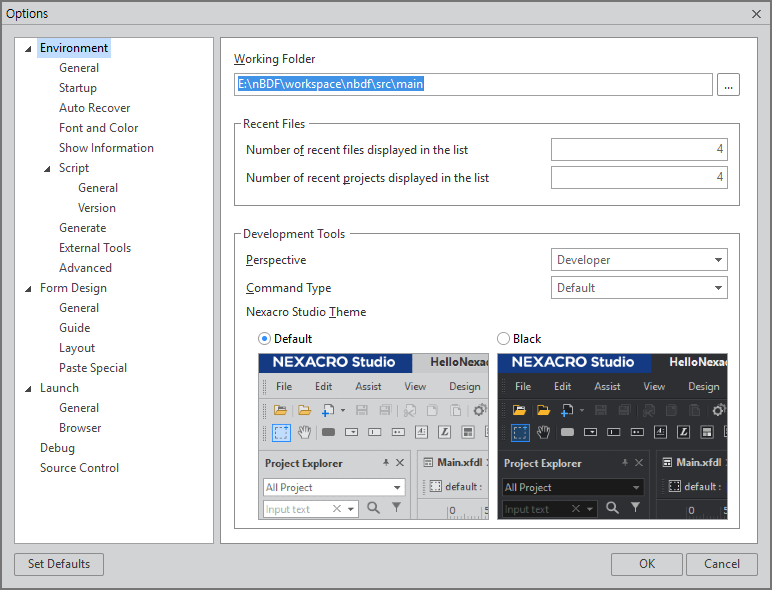 Options
Environment
General
Startup
Auto Recover
Font and Color
Show Information
Script
General
Version
Generate
External Tools
Advanced
Form Design
General
Guide
Layout
Paste Special
Launch
General
Browser
Debug
Source Control
Working Folder
E:\nBDF\workspace\nbdf\src\main
...
Recent Files
Number of recent files displayed in the list 4
Number of recent projects displayed in the list 4
Development Tools
Perspective Developer
Command Type Default
Nexacro Studio Theme
Default
NEXACRO Studio HelloNexac
File Edit Assist View Design
Project Explorer Main.xfdl
All Project default :
Input text 0
Black
NEXACRO Studio HelloNexa
File Edit Assist View Design
Project Explorer Main.xfdl
All Project default :
Input text 0
Set Defaults OK Cancel